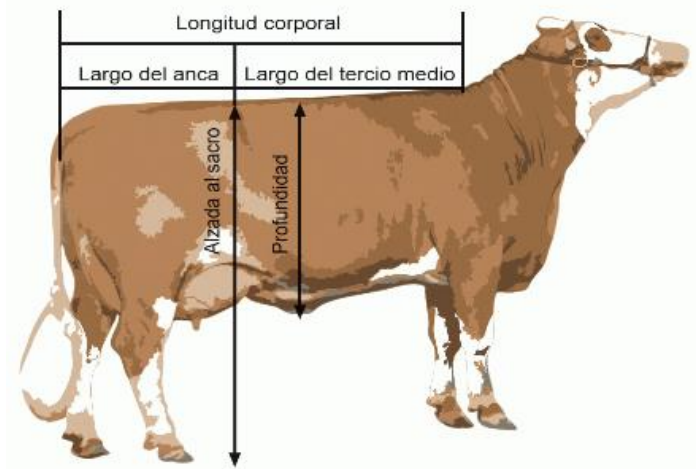 Longitud corporal
Largo del anca
Largo del tercio medio
Alzada al sacro
Profundidad